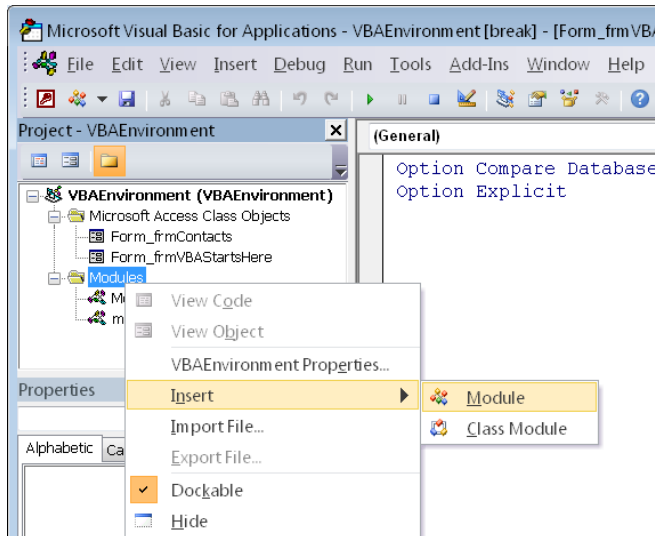 Microsoft Visual Basic for Applications - VBAEnvironment [break] - [Form_frmVBA
File Edit View Insert Debug Run Tools Add-Ins Window Help
Project - VBAEnvironment
(General)
VBAEnvironment (VBAEnvironment)
Microsoft Access Class Objects
Form_frmContacts
Form_frmVBAStartsHere
Modules
M
m
Option Compare Database
Option Explicit
View Code
View Object
VBAEnvironment Properties...
Insert
Module
Class Module
Import File...
Export File...
Dockable
Hide
Properties
Alphabetic Ca